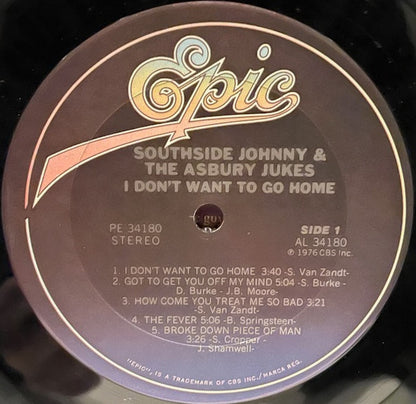 Epic
SOUTHSIDE JOHNNY &
THE ASBURY JUKES
I DON'T WANT TO GO HOME
PE 34180
STEREO
SIDE 1
AL 34180
℗ 1976 CBS Inc.
1. I DON'T WANT TO GO HOME 3:40 -S. Van Zandt-
2. GOT TO GET YOU OFF MY MIND 5:04 -S. Burke -
D. Burke - J.B. Moore-
3. HOW COME YOU TREAT ME SO BAD 3:21
-S. Van Zandt-
4. THE FEVER 5:06 -B. Springsteen-
5. BROKE DOWN PIECE OF MAN
3:26 -S. Cropper -
J. Shamwell-
"EPIC", IS A TRADEMARK OF CBS INC./MARCA REG.